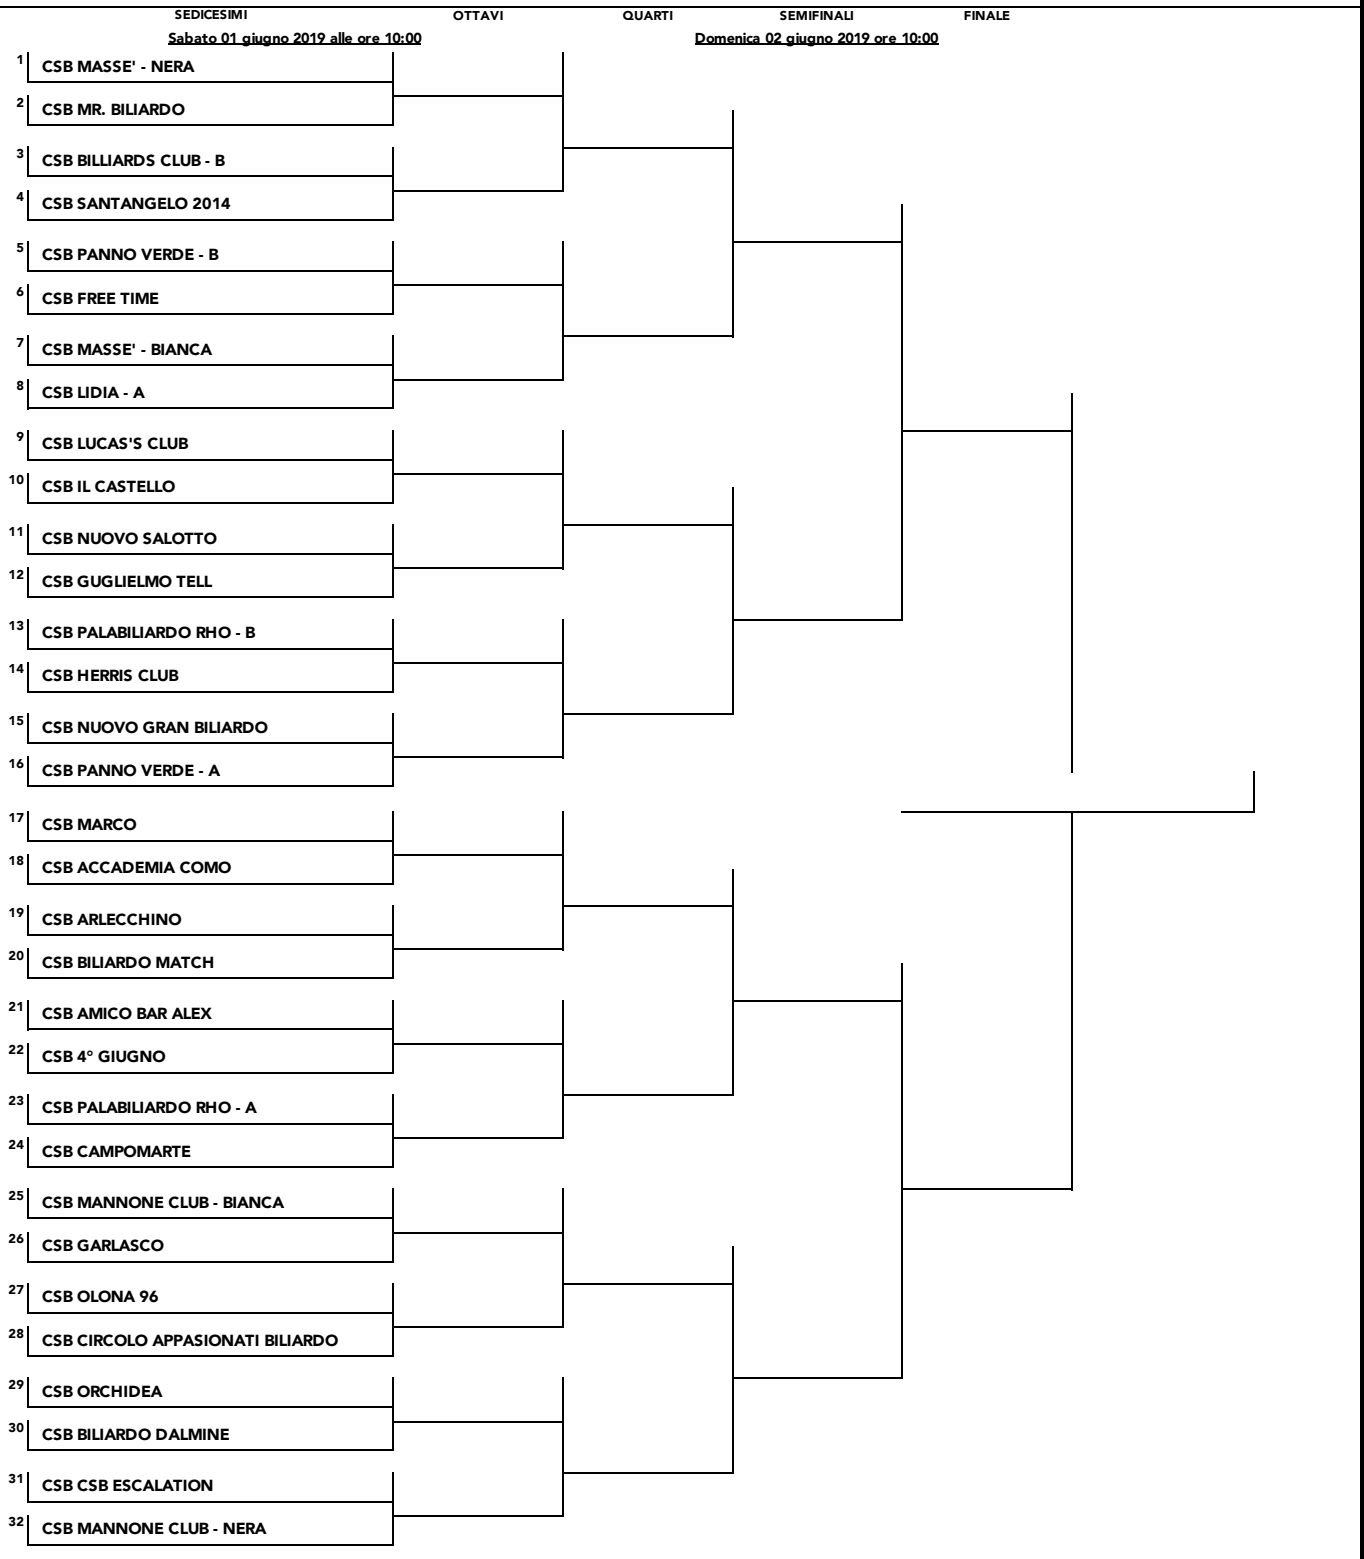 SEDICESIMI OTTAVI QUARTI SEMIFINALI FINALE
Sabato 01 giugno 2019 alle ore 10:00 Domenica 02 giugno 2019 ore 10:00
1 CSB MASSE' - NERA
2 CSB MR. BILIARDO
3 CSB BILLIARDS CLUB - B
4 CSB SANTANGELO 2014
5 CSB PANNO VERDE - B
6 CSB FREE TIME
7 CSB MASSE' - BIANCA
8 CSB LIDIA - A
9 CSB LUCAS'S CLUB
10 CSB IL CASTELLO
11 CSB NUOVO SALOTTO
12 CSB GUGLIELMO TELL
13 CSB PALABILIARDO RHO - B
14 CSB HERRIS CLUB
15 CSB NUOVO GRAN BILIARDO
16 CSB PANNO VERDE - A
17 CSB MARCO
18 CSB ACCADEMIA COMO
19 CSB ARLECCHINO
20 CSB BILIARDO MATCH
21 CSB AMICO BAR ALEX
22 CSB 4° GIUGNO
23 CSB PALABILIARDO RHO - A
24 CSB CAMPOMARTE
25 CSB MANNONE CLUB - BIANCA
26 CSB GARLASCO
27 CSB OLONA 96
28 CSB CIRCOLO APPASIONATI BILIARDO
29 CSB ORCHIDEA
30 CSB BILIARDO DALMINE
31 CSB CSB ESCALATION
32 CSB MANNONE CLUB - NERA